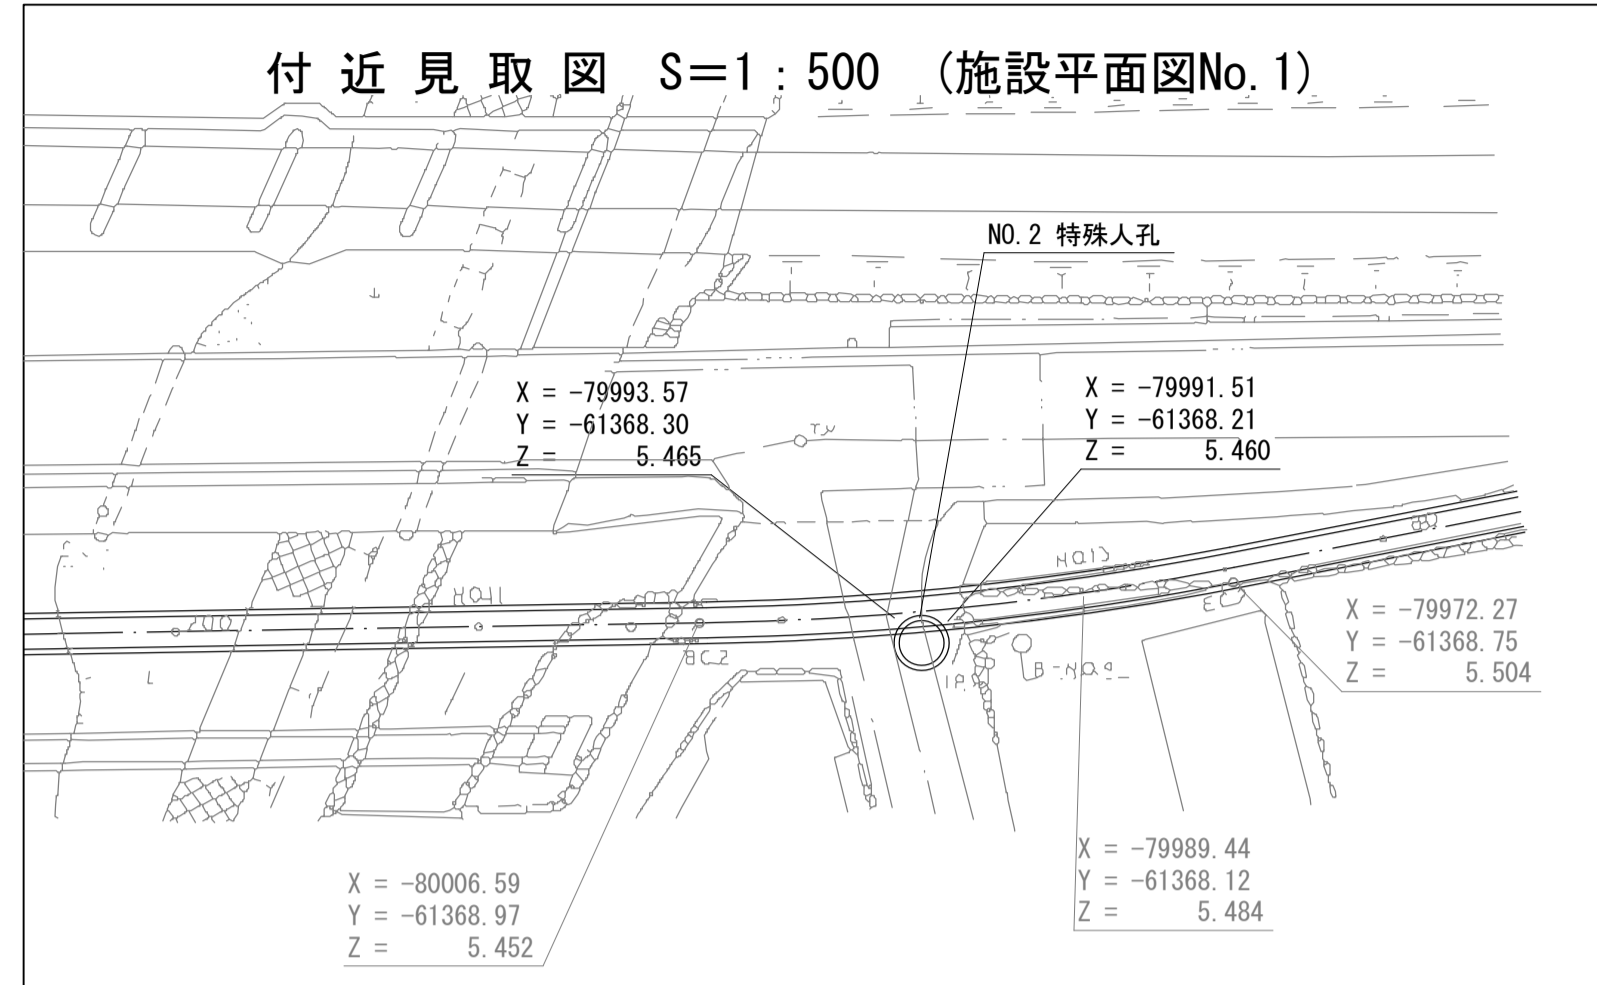 付近見取図 S=1:500 (施設平面図No.1)
NO.2 特殊人孔
X = -79993.57
Y = -61368.30
Z = 5.465
X = -79991.51
Y = -61368.21
Z = 5.460
X = -79972.27
Y = -61368.75
Z = 5.504
X = -79989.44
Y = -61368.12
Z = 5.484
X = -80006.59
Y = -61368.97
Z = 5.452